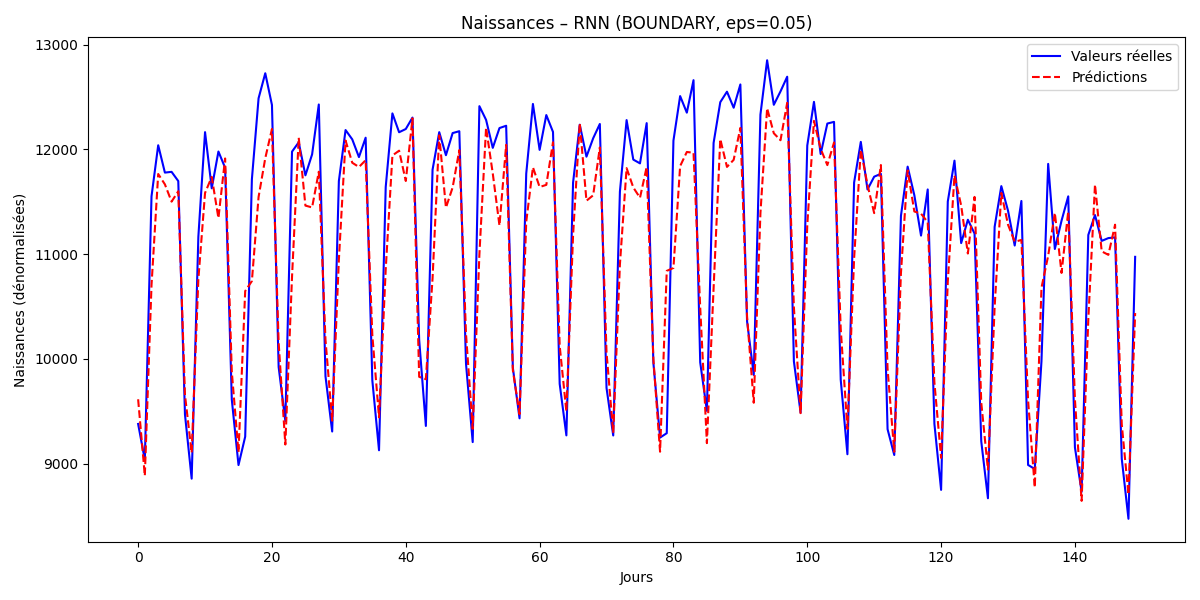 Naissances – RNN (BOUNDARY, eps=0.05)
Valeurs réelles
Prédictions
13000
12000
11000
10000
9000
Naissances (dénormalisées)
0 20 40 60 80 100 120 140
Jours